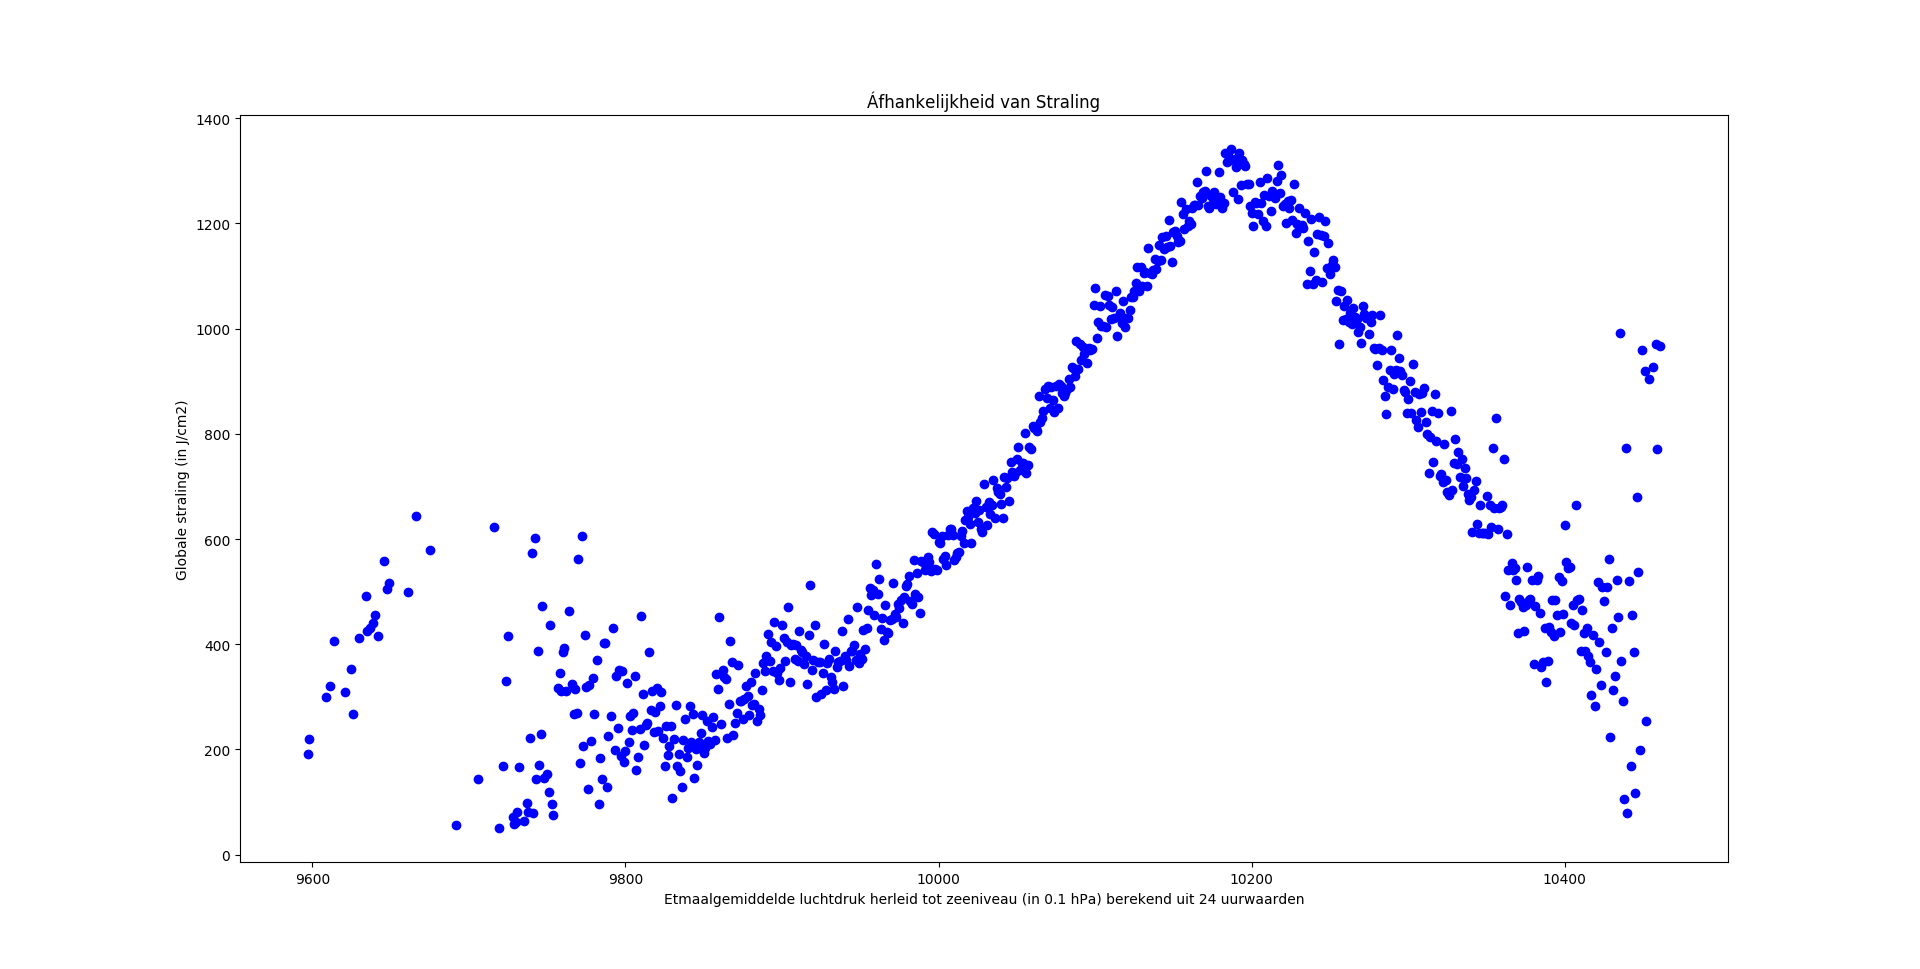 Áfhankelijkheid van Straling
1400
1200
1000
800
600
400
200
0
Globale straling (in J/cm2)
9600 9800 10000 10200 10400
Etmaalgemiddelde luchtdruk herleid tot zeeniveau (in 0.1 hPa) berekend uit 24 uurwaarden